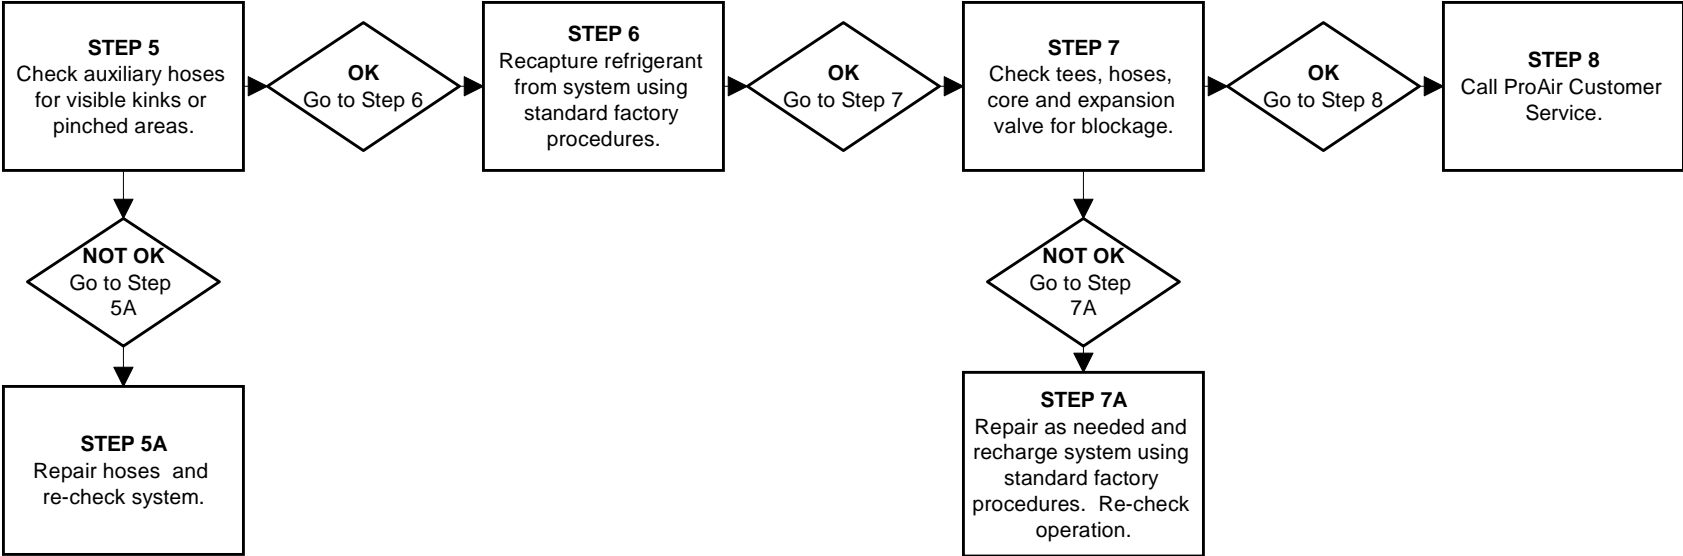 STEP 5
Check auxiliary hoses
for visible kinks or
pinched areas.
OK
Go to Step 6
STEP 6
Recapture refrigerant
from system using
standard factory
procedures.
OK
Go to Step 7
STEP 7
Check tees, hoses,
core and expansion
valve for blockage.
OK
Go to Step 8
STEP 8
Call ProAir Customer
Service.
NOT OK
Go to Step
5A
NOT OK
Go to Step
7A
STEP 5A
Repair hoses and
re-check system.
STEP 7A
Repair as needed and
recharge system using
standard factory
procedures. Re-check
operation.